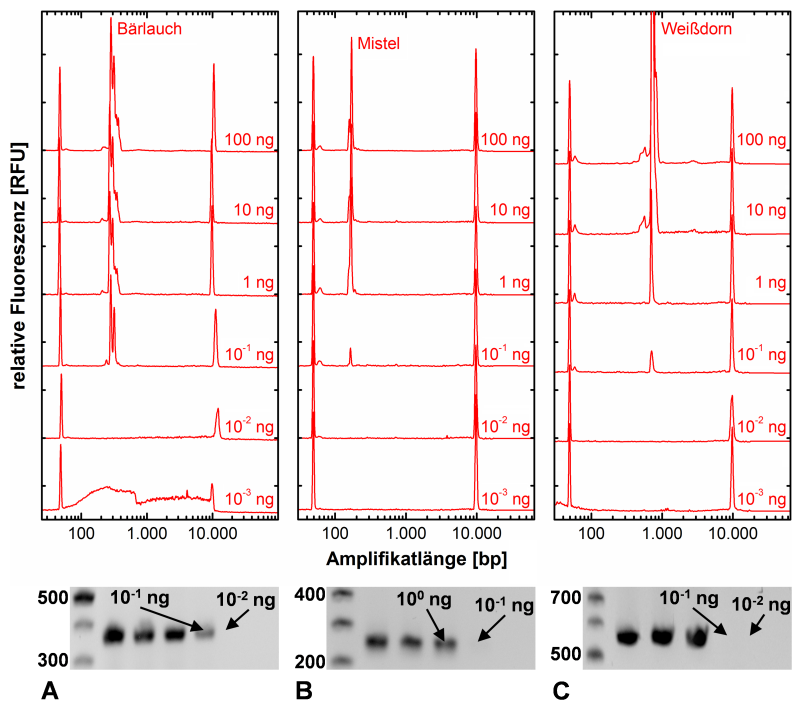 relative Fluoreszenz [RFU]
Bärlauch
100 ng
10 ng
1 ng
10⁻¹ ng
10⁻² ng
10⁻³ ng
100 1.000 10.000
Mistel
100 ng
10 ng
1 ng
10⁻¹ ng
10⁻² ng
10⁻³ ng
100 1.000 10.000
Weißdorn
100 ng
10 ng
1 ng
10⁻¹ ng
10⁻² ng
10⁻³ ng
100 1.000 10.000
Amplifikatlänge [bp]
500
300
10⁻¹ ng
10⁻² ng
A
400
200
10⁰ ng
10⁻¹ ng
B
700
500
10⁻¹ ng
10⁻² ng
C